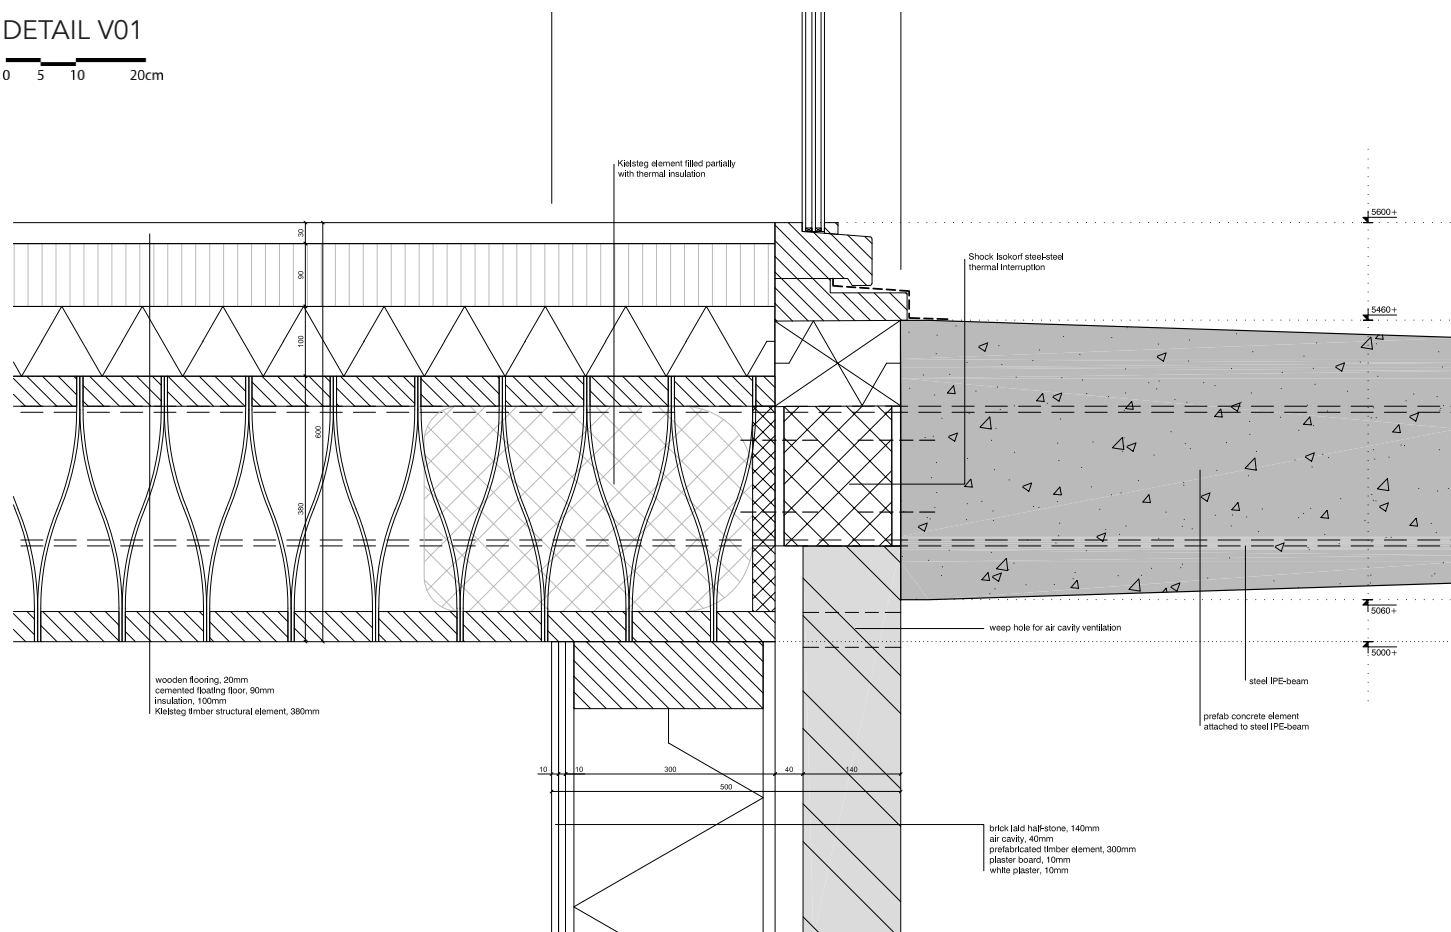 DETAIL V01
0 5 10 20cm
Kielsteg element filled partially
with thermal insulation
5600+
30
Shock Isokorf steel-steel
thermal interruption
90
5460+
100
600
380
5060+
weep hole for air cavity ventilation
5000+
wooden flooring, 20mm
cemented floating floor, 90mm
insulation, 100mm
Kielsteg timber structural element, 380mm
steel IPE-beam
prefab concrete element
attached to steel IPE-beam
10 10 300 40 140
500
brick laid half-stone, 140mm
air cavity, 40mm
prefabricated timber element, 300mm
plaster board, 10mm
white plaster, 10mm